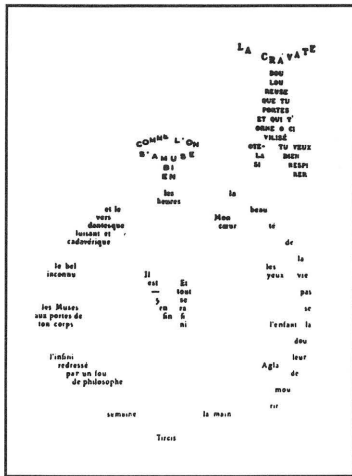 LA CRAVATE
DOU
LOU
REUSE
QUE TU
PORTES
ET QUI T'
ORNE O CI
VILISÉ
OTE- TU VEUX
LA BIEN
SI RESPI
RER
COMME L'ON
S'AMUSE
BI
EN
les
heures
et le
vers
dantesque
luisant et
cadavérique
le bel
inconnu
Il
est
—
5
en
fin
Et
tout
se
ra
fi
ni
les Muses
aux portes de
ton corps
l'infini
redressé
par un fou
de philosophe
semaine
la main
Tircis
Mon
cœur
les
yeux
l'enfant
Agla
la
beau
té
de
la
vie
pas
se
la
dou
leur
de
mou
rir